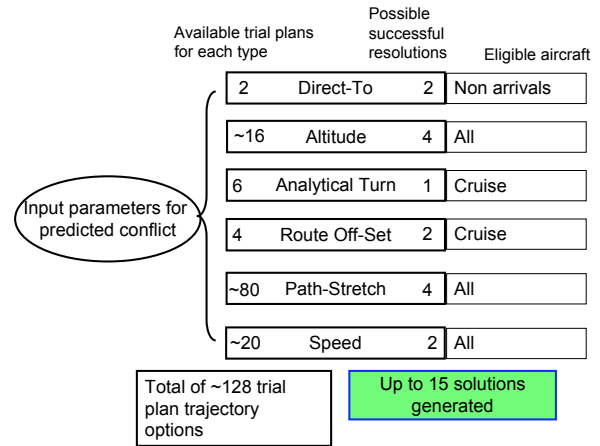 Available trial plans
for each type
Possible
successful
resolutions
Eligible aircraft
2 Direct-To 2 Non arrivals
~16 Altitude 4 All
6 Analytical Turn 1 Cruise
Input parameters for
predicted conflict
4 Route Off-Set 2 Cruise
~80 Path-Stretch 4 All
~20 Speed 2 All
Total of ~128 trial
plan trajectory
options
Up to 15 solutions
generated